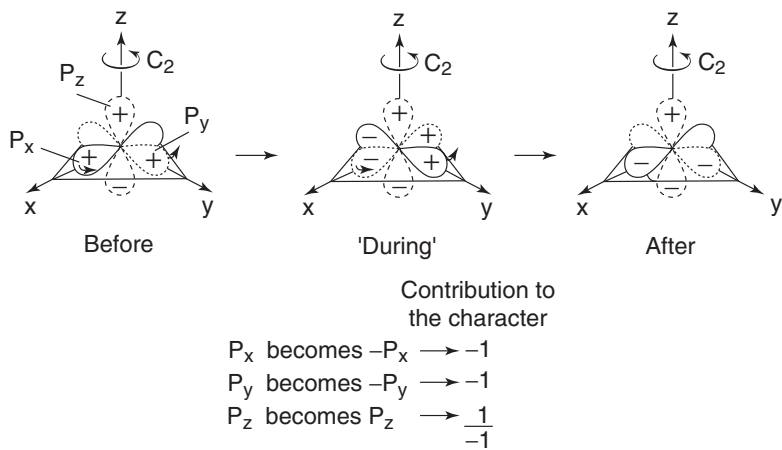 z
z
z
C2
C2
C2
Pz
Px
Py
+
+
+
−
−
+
−
+
−
+
−
−
−
x
y
x
y
x
y
Before
'During'
After
Contribution to
the character
Px becomes –Px → –1
Py becomes –Py → –1
Pz becomes Pz → 1
–1